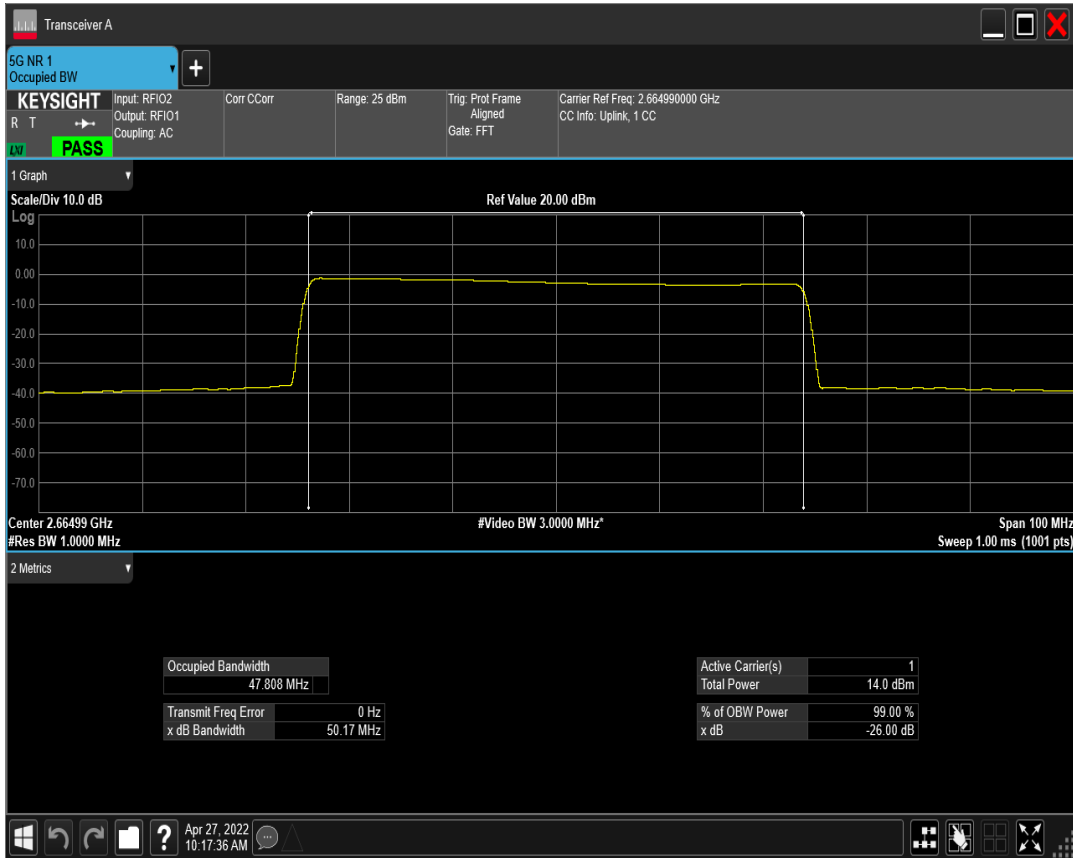 Transceiver A
5G NR 1
Occupied BW
+
KEYSIGHT
R T
LXI
PASS
Input: RFIO2
Output: RFIO1
Coupling: AC
Corr CCorr
Range: 25 dBm
Trig: Prot Frame
Aligned
Gate: FFT
Carrier Ref Freq: 2.664990000 GHz
CC Info: Uplink, 1 CC
1 Graph
Scale/Div 10.0 dB
Ref Value 20.00 dBm
Log
10.0
0.00
-10.0
-20.0
-30.0
-40.0
-50.0
-60.0
-70.0
Center 2.66499 GHz
#Video BW 3.0000 MHz*
Span 100 MHz
#Res BW 1.0000 MHz
Sweep 1.00 ms (1001 pts)
2 Metrics
Occupied Bandwidth
47.808 MHz
Transmit Freq Error 0 Hz
x dB Bandwidth 50.17 MHz
Active Carrier(s) 1
Total Power 14.0 dBm
% of OBW Power 99.00 %
x dB -26.00 dB
?
Apr 27, 2022
10:17:36 AM